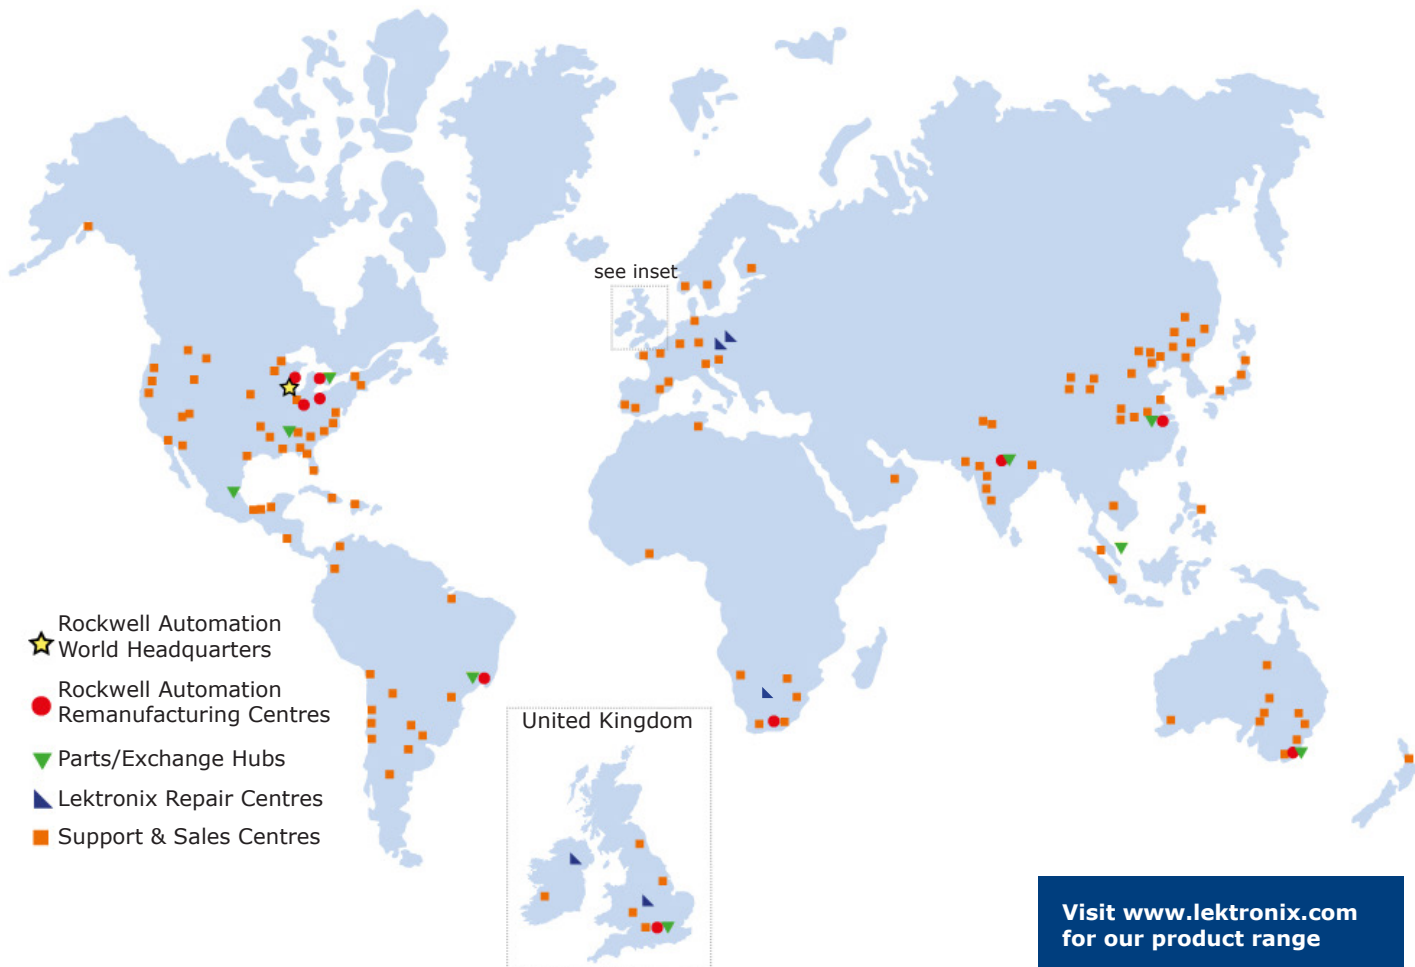 see inset
Rockwell Automation
World Headquarters
Rockwell Automation
Remanufacturing Centres
Parts/Exchange Hubs
Lektronix Repair Centres
Support & Sales Centres
United Kingdom
Visit www.lektronix.com
for our product range